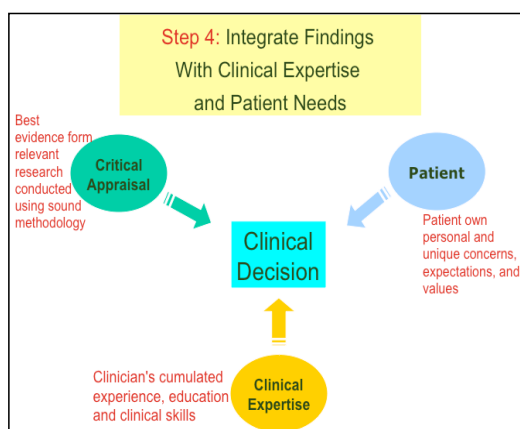 Step 4: Integrate Findings
With Clinical Expertise
and Patient Needs
Best
evidence form
relevant
research
conducted
using sound
methodology
Critical
Appraisal
Patient
Patient own
personal and
unique concerns,
expectations, and
values
Clinical
Decision
Clinician's cumulated
experience, education
and clinical skills
Clinical
Expertise